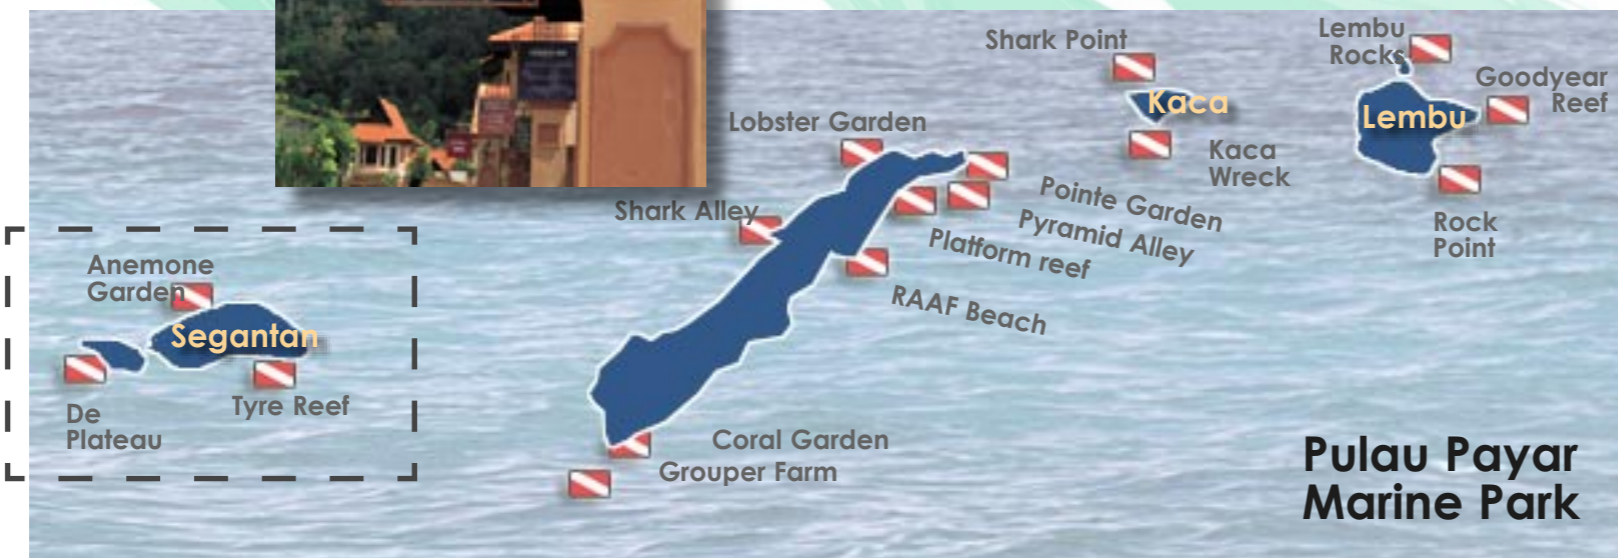 Shark Point
Lembu
Rocks
Goodyear
Reef
Kaca
Lembu
Lobster Garden
Kaca
Wreck
Pointe Garden
Pyramid Alley
Platform reef
Shark Alley
Rock
Point
RAAF Beach
Anemone
Garden
Segantan
De
Plateau
Tyre Reef
Coral Garden
Grouper Farm
Pulau Payar
Marine Park